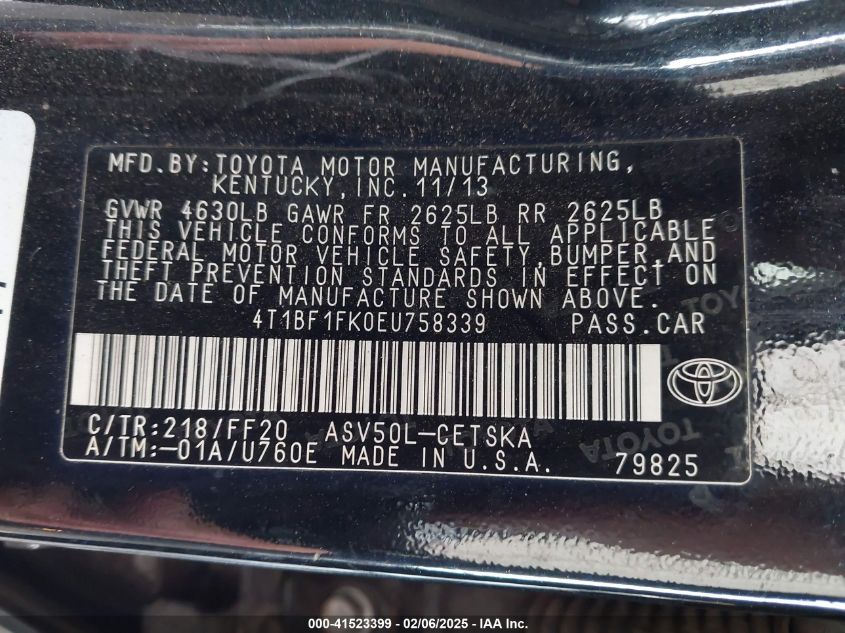 MFD.BY:TOYOTA MOTOR MANUFACTURING,
KENTUCKY,INC.11/13
GVWR 4630LB GAWR FR 2625LB RR 2625LB
THIS VEHICLE CONFORMS TO ALL APPLICABLE
FEDERAL MOTOR VEHICLE SAFETY,BUMPER,AND
THEFT PREVENTION STANDARDS IN EFFECT ON
THE DATE OF MANUFACTURE SHOWN ABOVE.
4T1BF1FK0EU758339 PASS.CAR
C/TR:218/FF20 ASV50L-CETSKA
A/TM:-01A/U760E MADE IN U.S.A. 79825
TOYOTA
TOYOTA
TOYOTA
000-41523399 - 02/06/2025 - IAA Inc.